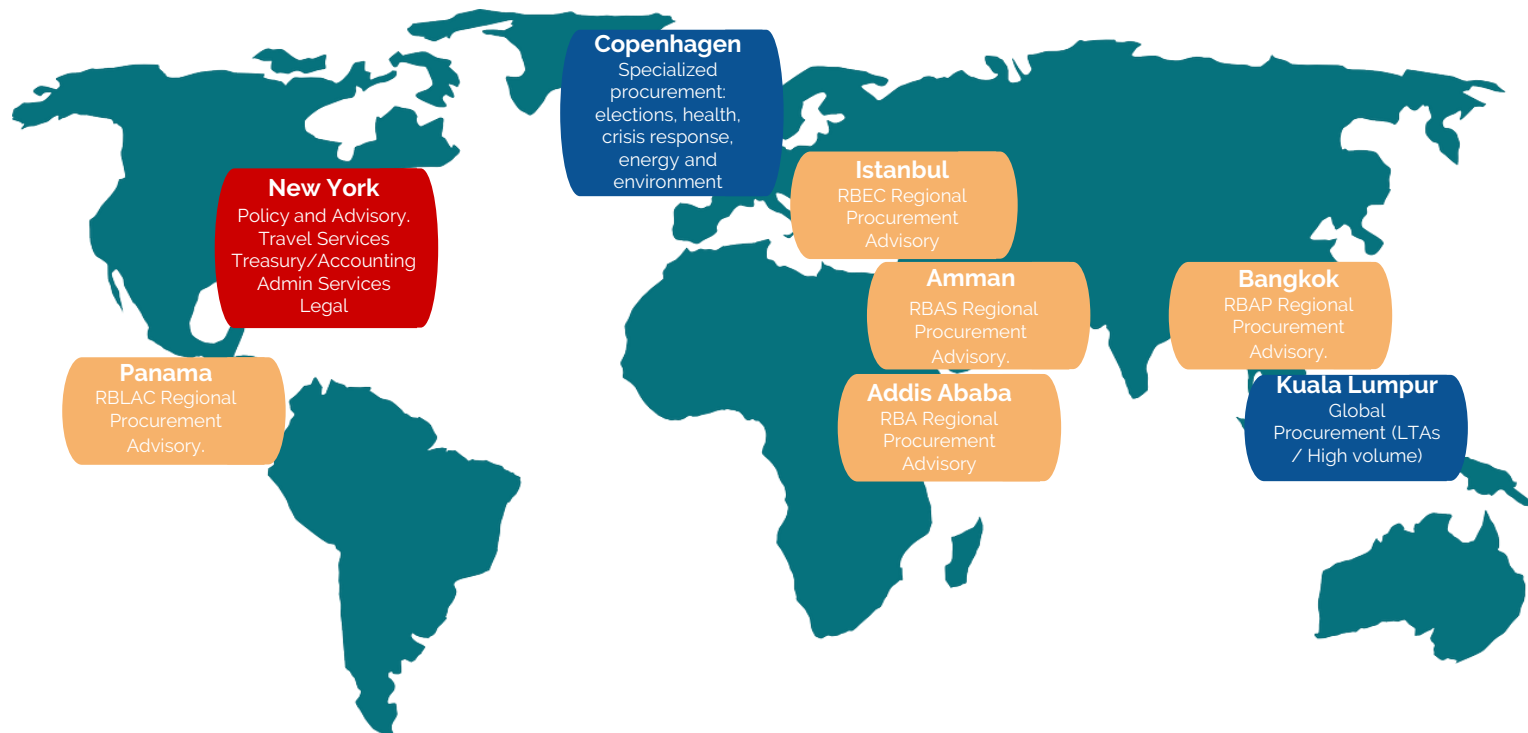 Copenhagen
Specialized
procurement:
elections, health,
crisis response,
energy and
environment
New York
Policy and Advisory.
Travel Services
Treasury/Accounting
Admin Services
Legal
Istanbul
RBEC Regional
Procurement
Advisory
Amman
RBAS Regional
Procurement
Advisory.
Bangkok
RBAP Regional
Procurement
Advisory.
Panama
RBLAC Regional
Procurement
Advisory.
Addis Ababa
RBA Regional
Procurement
Advisory
Kuala Lumpur
Global
Procurement (LTAs
/ High volume)